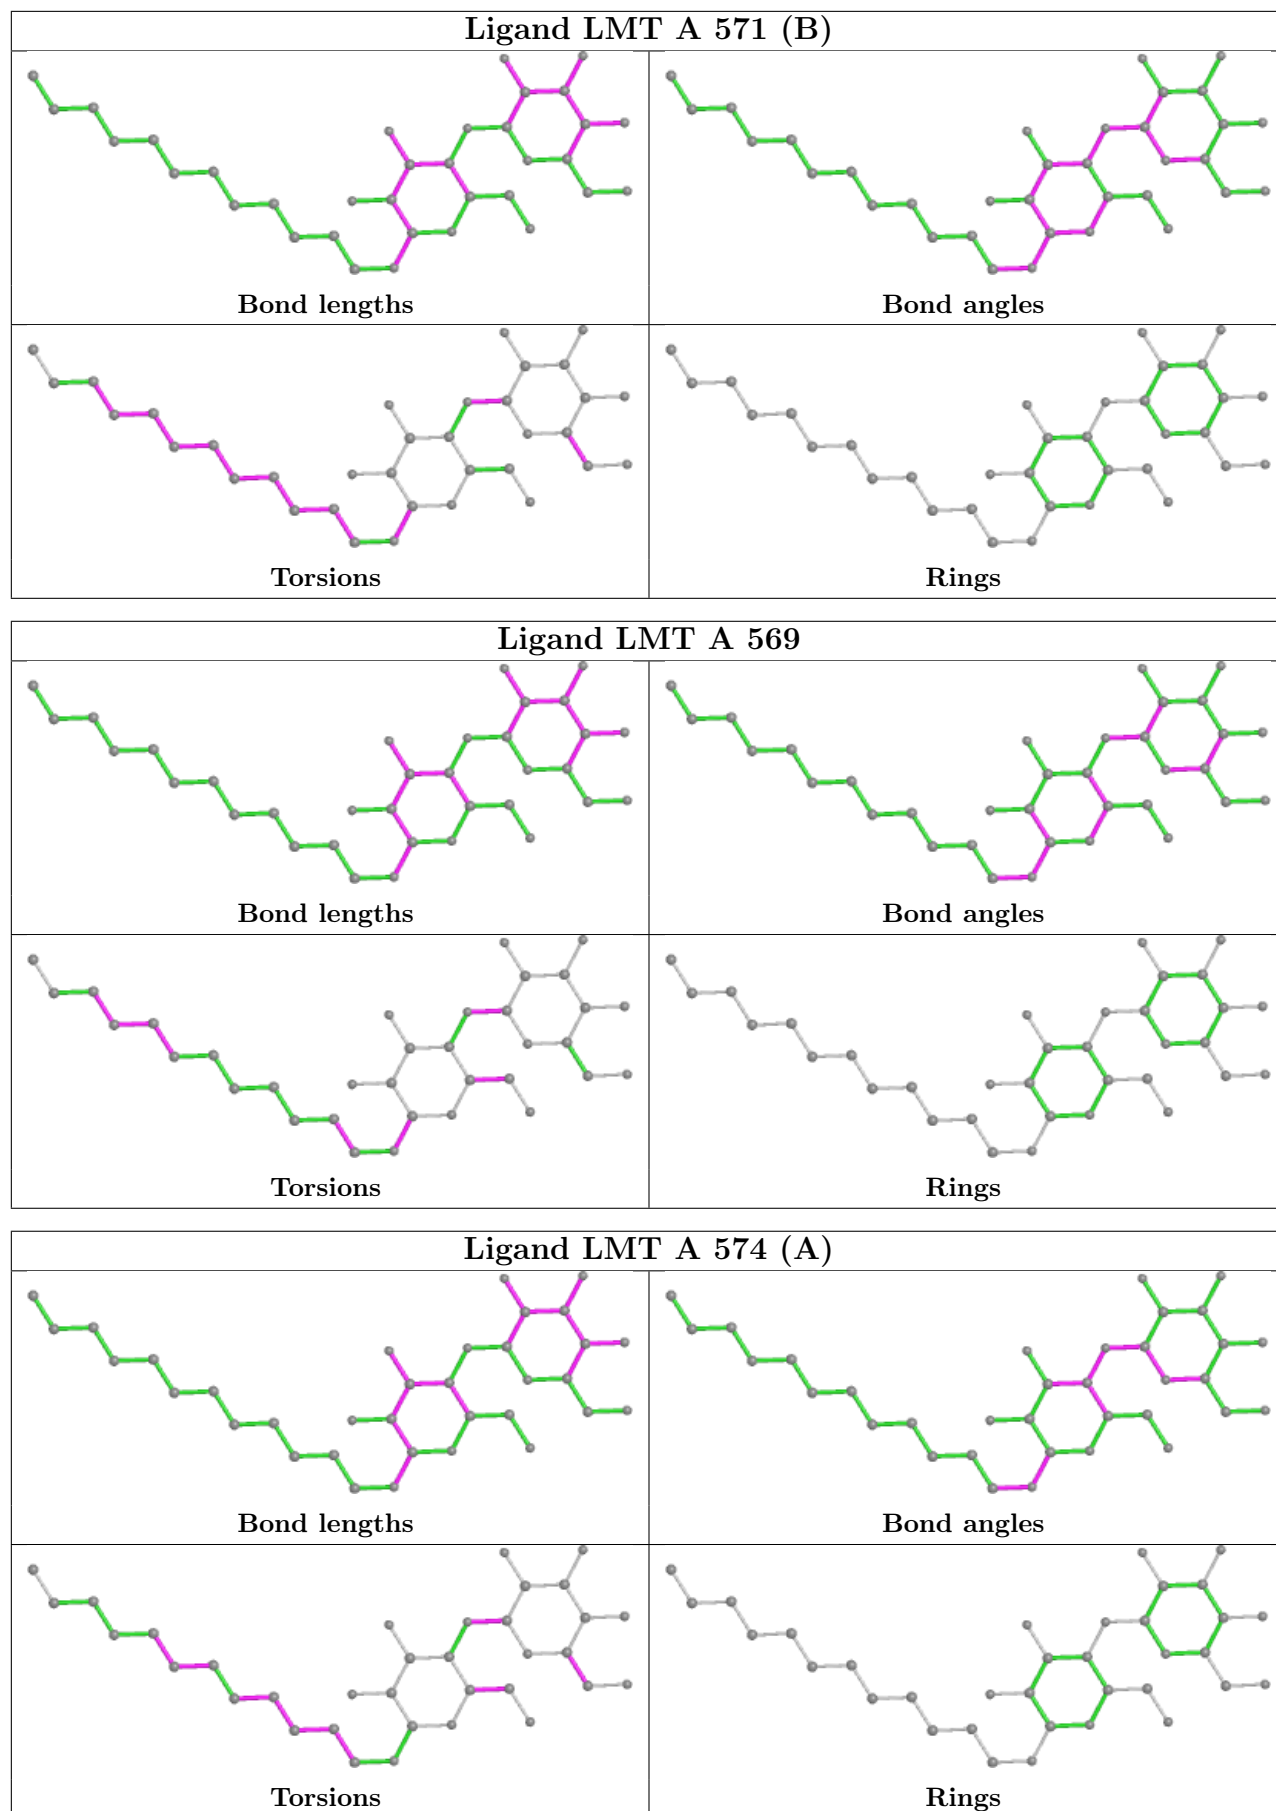 Ligand LMT A 571 (B)
Bond lengths
Bond angles
Torsions
Rings
Ligand LMT A 569
Bond lengths
Bond angles
Torsions
Rings
Ligand LMT A 574 (A)
Bond lengths
Bond angles
Torsions
Rings